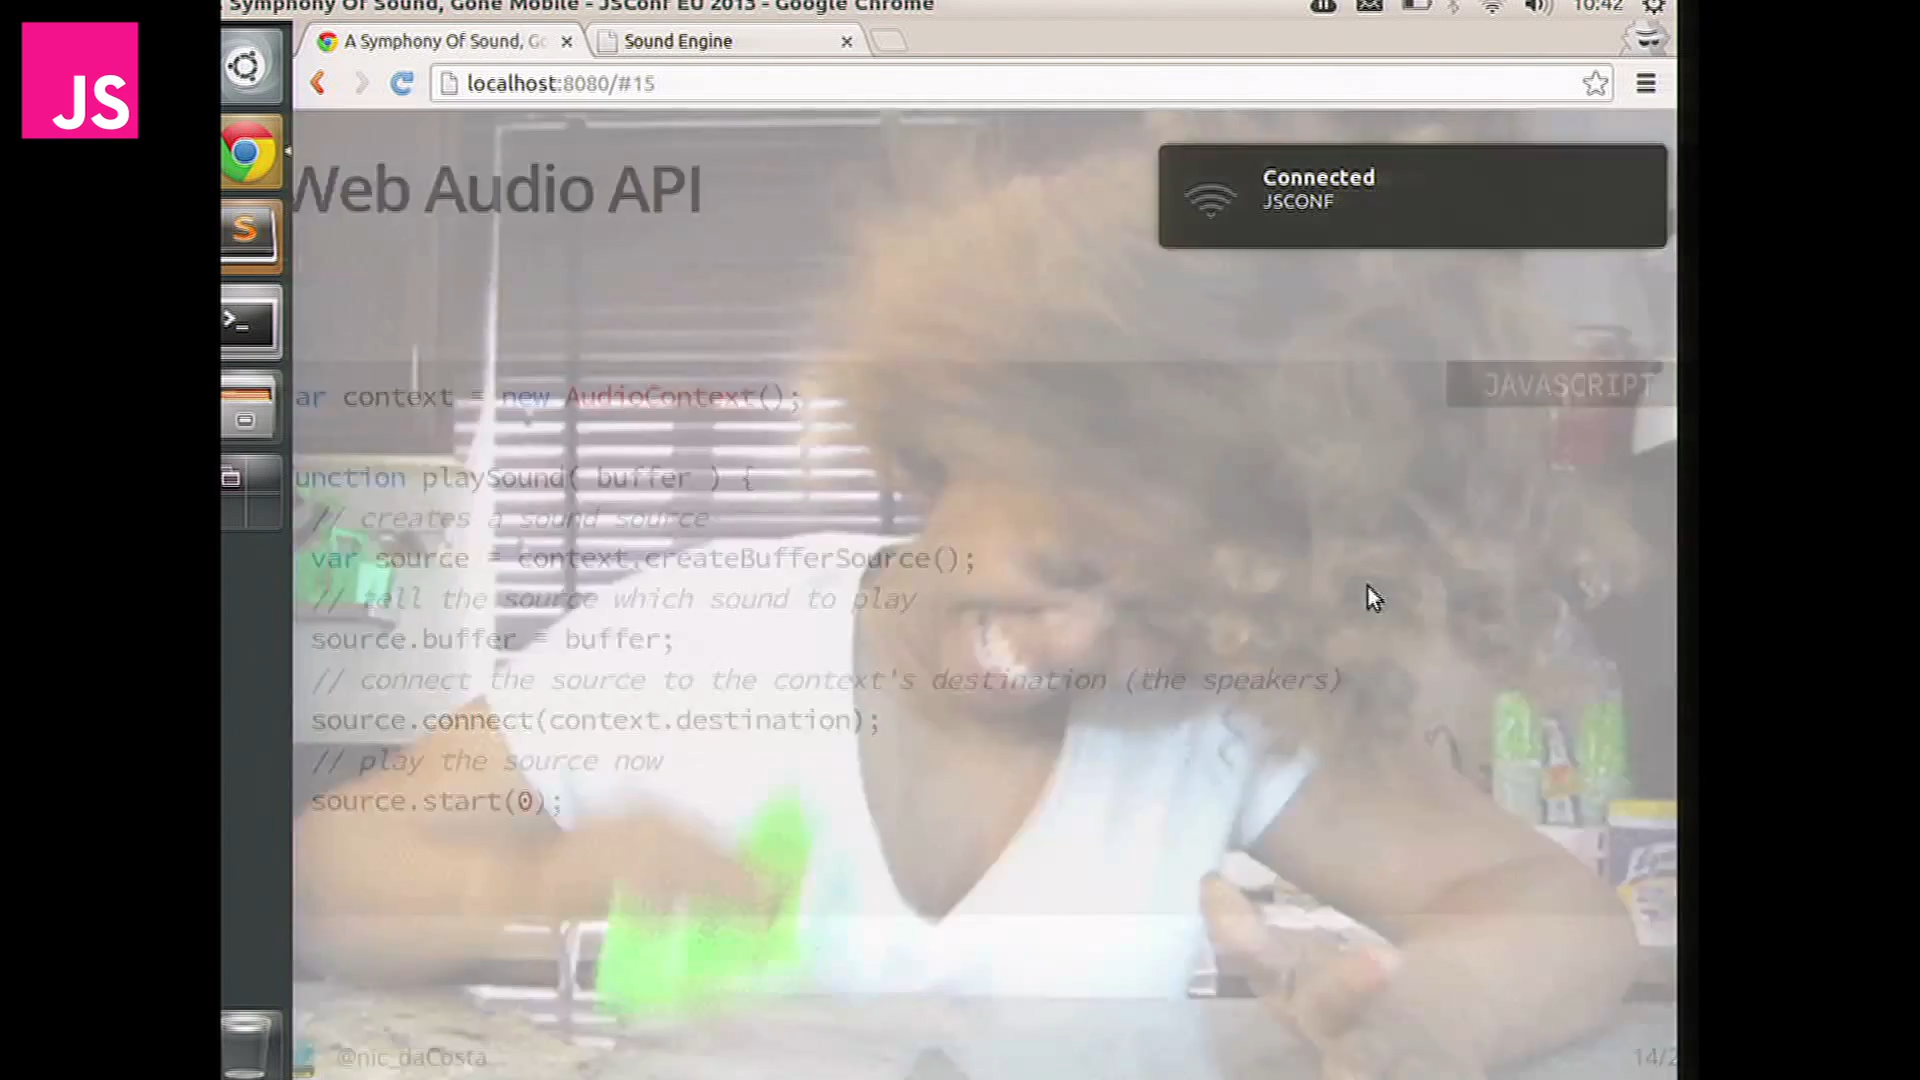 Symphony Of Sound, Gone Mobile - JSConf EU 2013 - Google Chrome
10:42
JS
A Symphony Of Sound, Go
Sound Engine
localhost:8080/#15
Connected
JSCONF
Web Audio API
JAVASCRIPT
ar context = new AudioContext();
unction playSound( buffer ) {
// creates a sound source
var source = context.createBufferSource();
// tell the source which sound to play
source.buffer = buffer;
// connect the source to the context's destination (the speakers)
source.connect(context.destination);
// play the source now
source.start(0);
@nic_daCosta
14/2